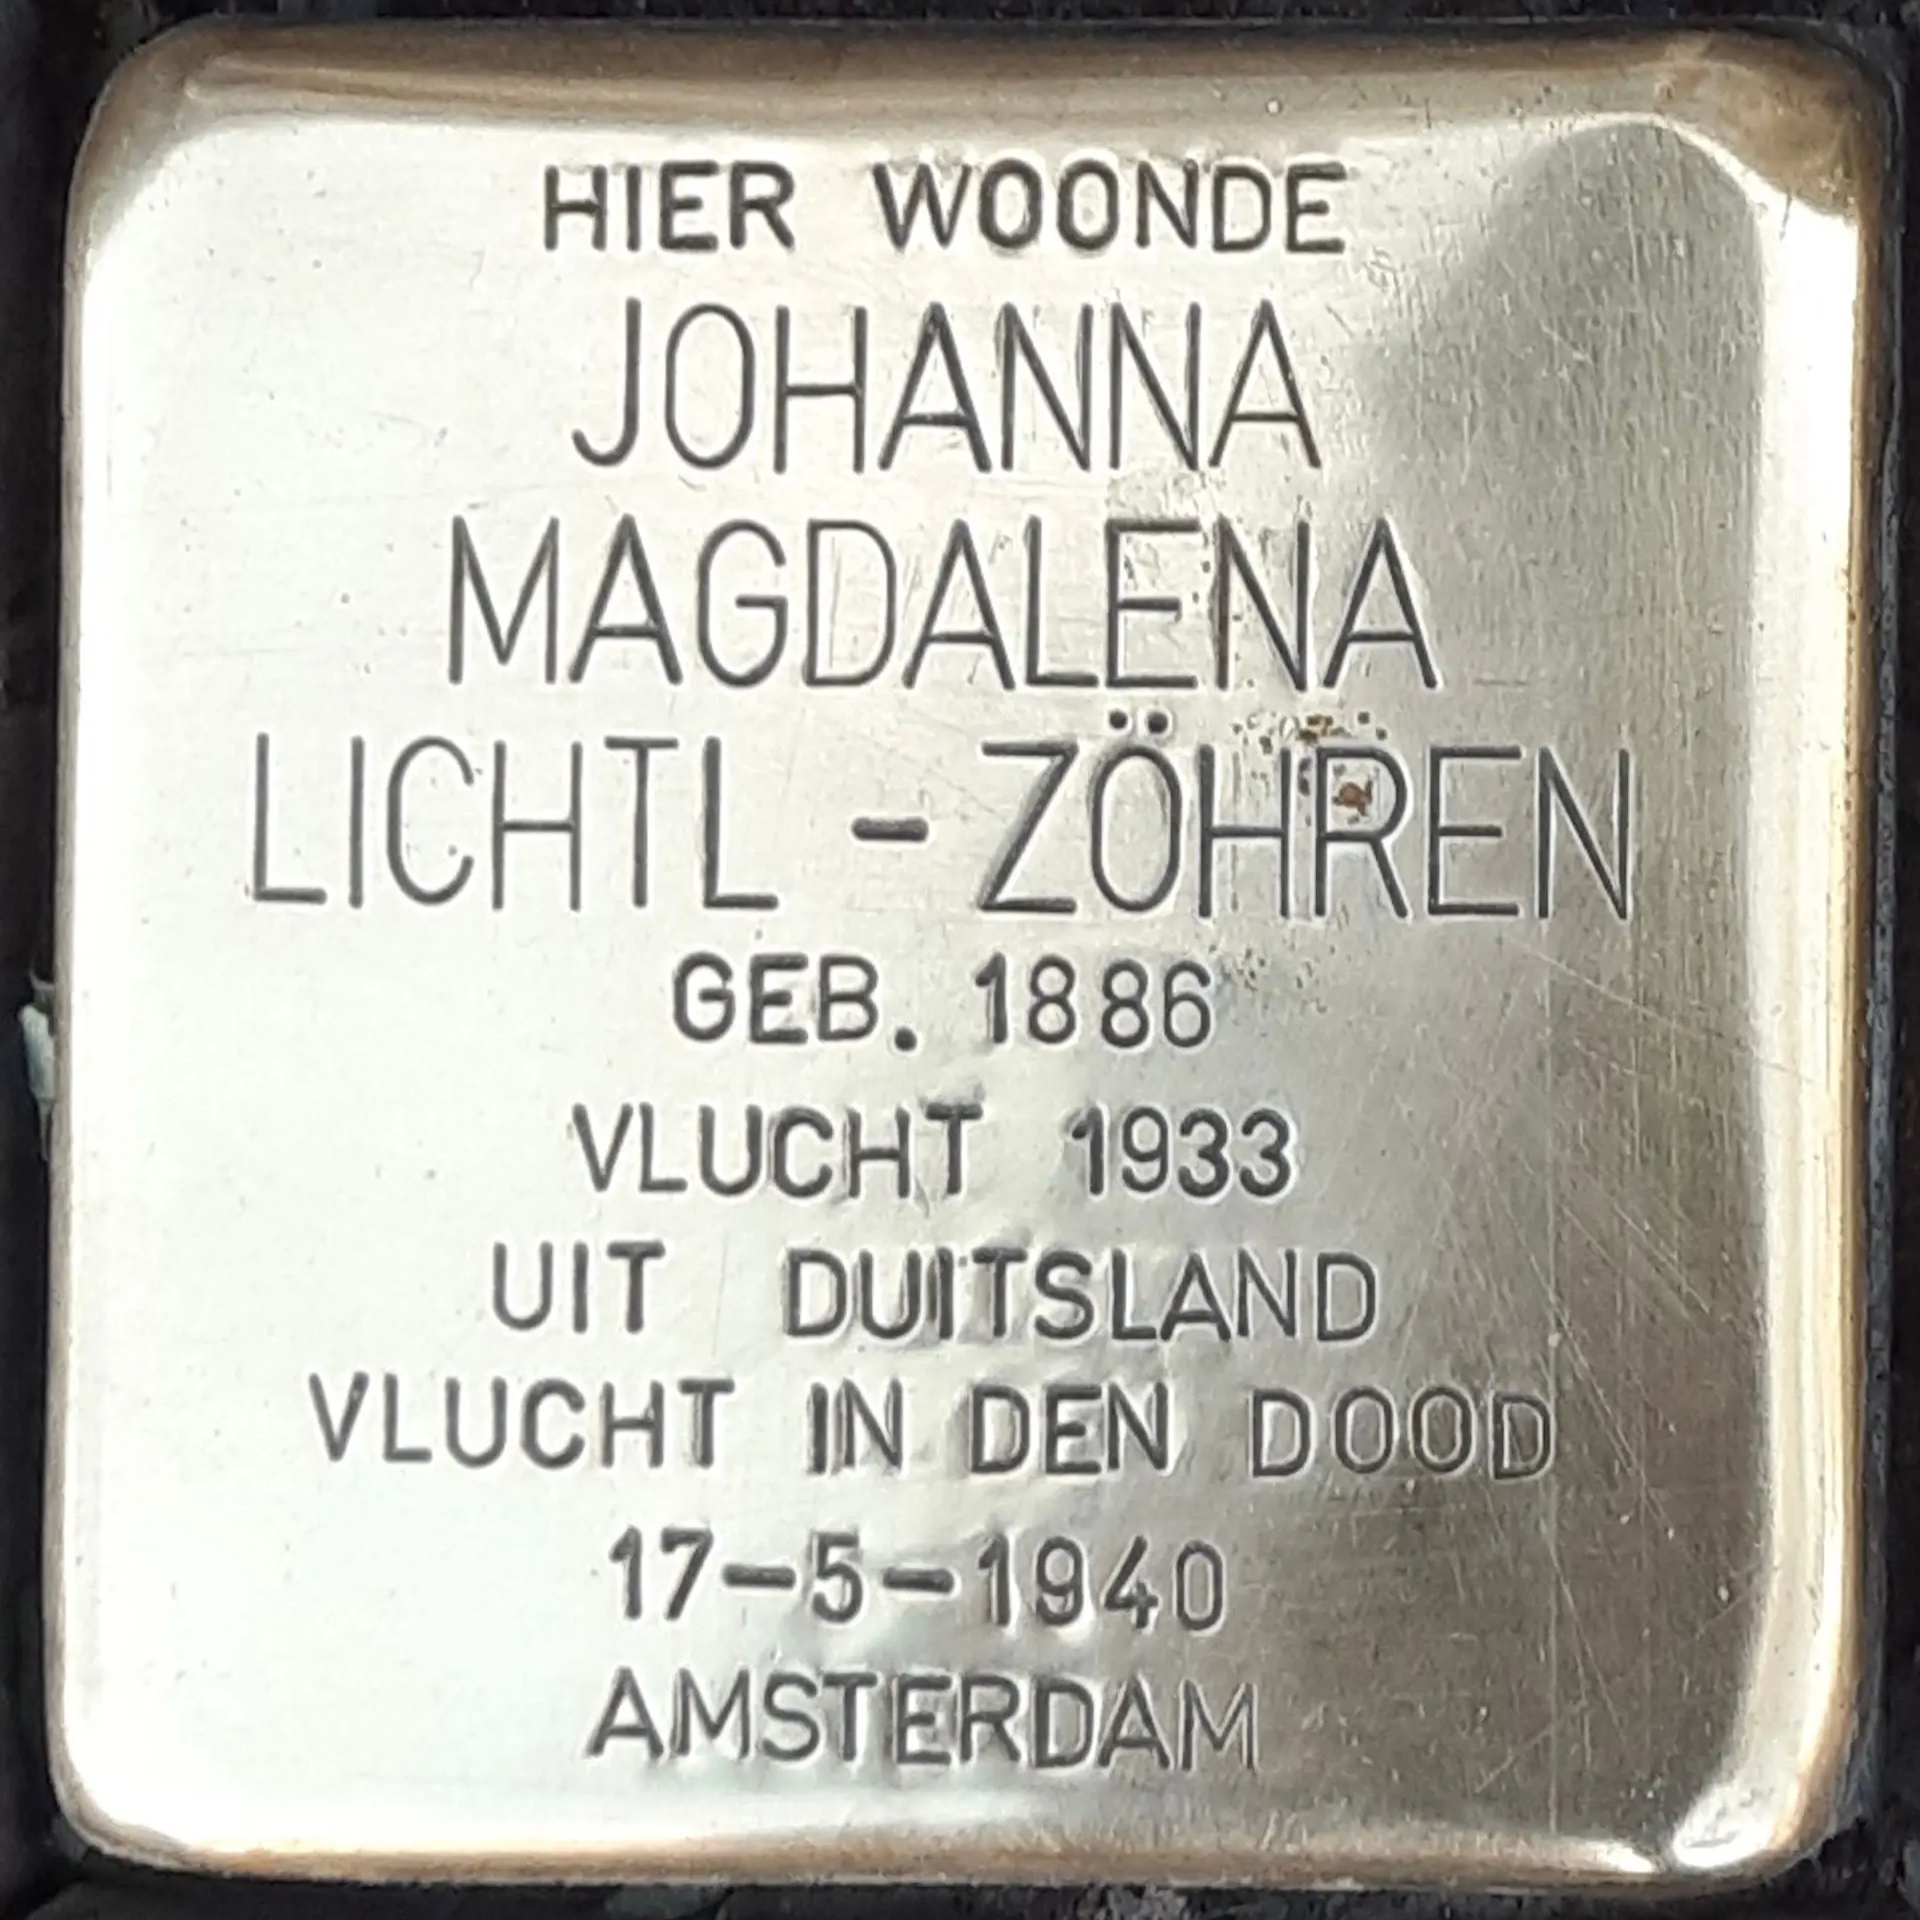 HIER WOONDE
JOHANNA
MAGDALENA
LICHTL - ZÖHREN
GEB. 1886
VLUCHT 1933
UIT DUITSLAND
VLUCHT IN DEN DOOD
17-5-1940
AMSTERDAM